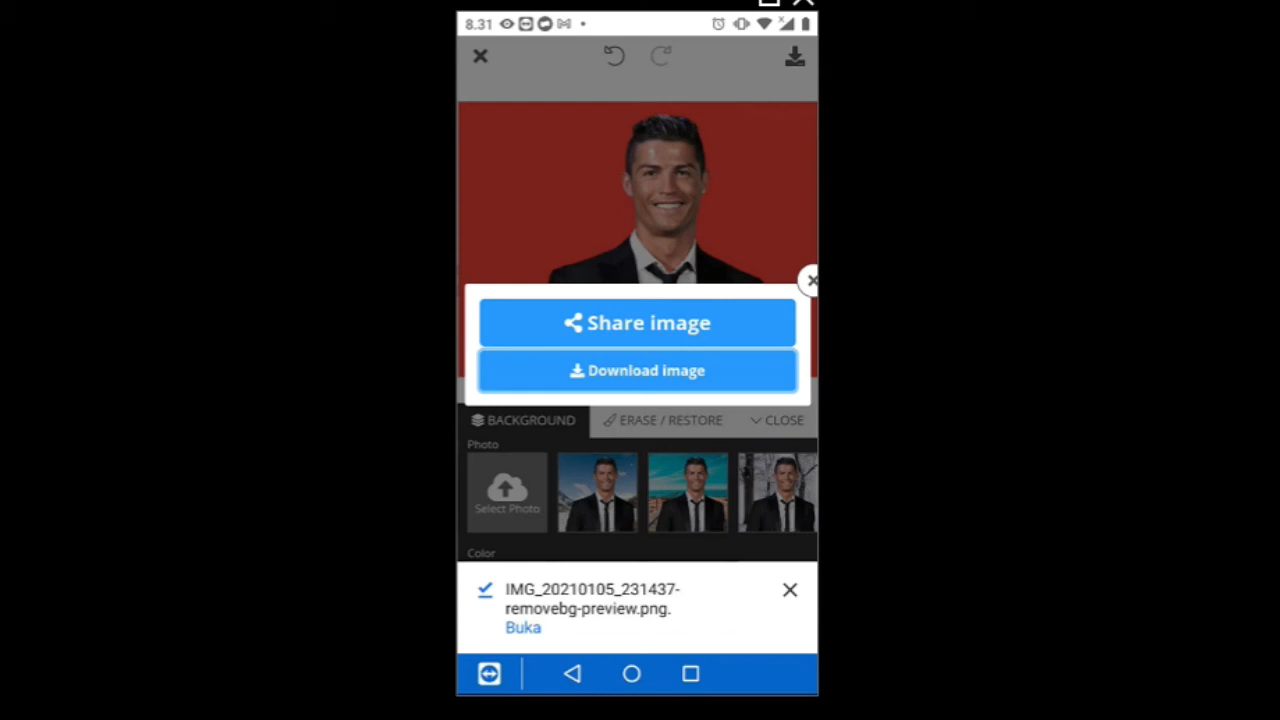 8.31
Share image
Download image
BACKGROUND
ERASE / RESTORE
CLOSE
Photo
Select Photo
Color
IMG_20210105_231437-
removebg-preview.png.
Buka